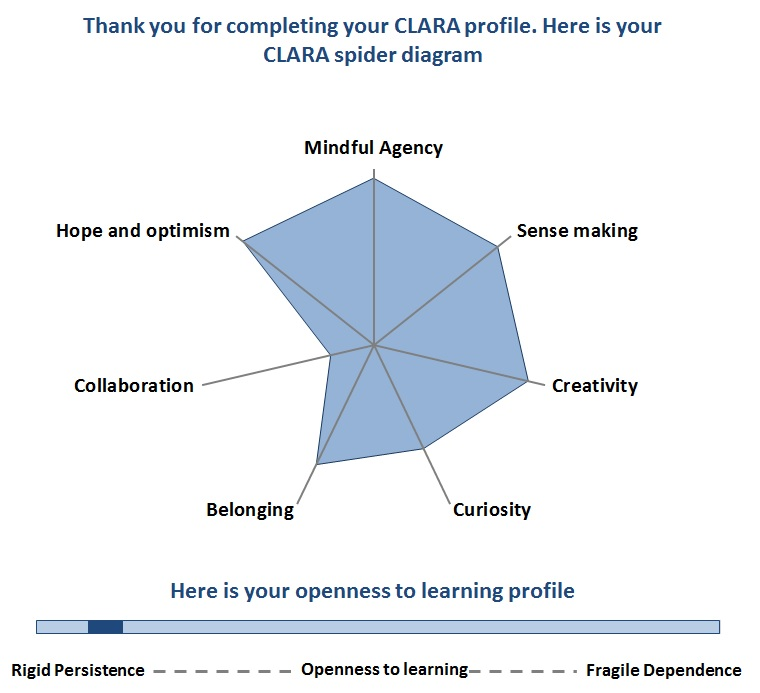 Thank you for completing your CLARA profile. Here is your
CLARA spider diagram
Mindful Agency
Hope and optimism
Sense making
Collaboration
Creativity
Belonging
Curiosity
Here is your openness to learning profile
Rigid Persistence
Openness to learning
Fragile Dependence